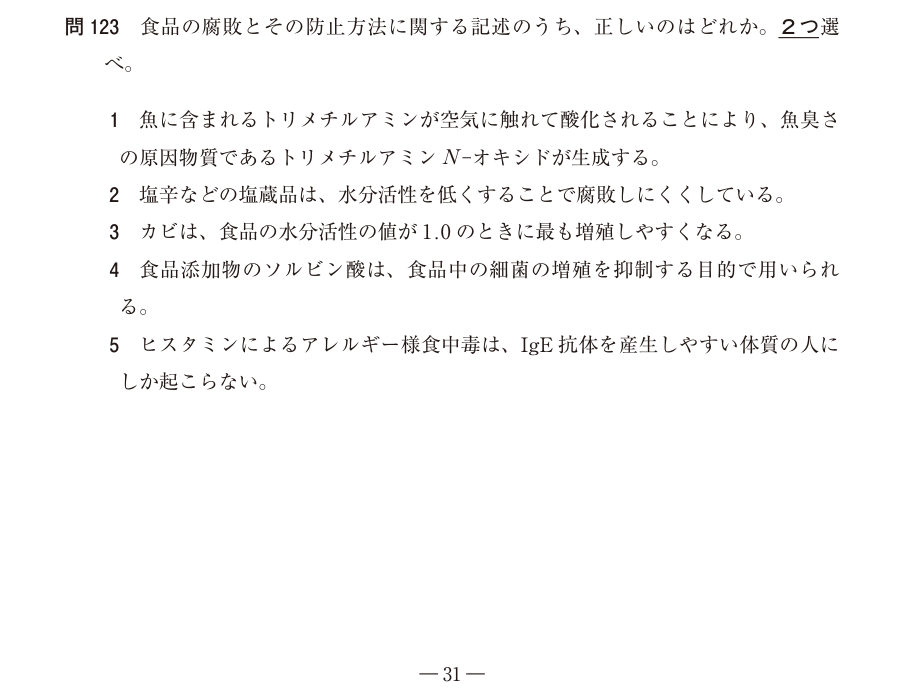 問 123　食品の腐敗とその防止方法に関する記述のうち、正しいのはどれか。２つ選
べ。
1　魚に含まれるトリメチルアミンが空気に触れて酸化されることにより、魚臭さ
の原因物質であるトリメチルアミン N-オキシドが生成する。
2　塩辛などの塩蔵品は、水分活性を低くすることで腐敗しにくくしている。
3　カビは、食品の水分活性の値が 1.0 のときに最も増殖しやすくなる。
4　食品添加物のソルビン酸は、食品中の細菌の増殖を抑制する目的で用いられ
る。
5　ヒスタミンによるアレルギー様食中毒は、IgE 抗体を産生しやすい体質の人に
しか起こらない。
— 31 —